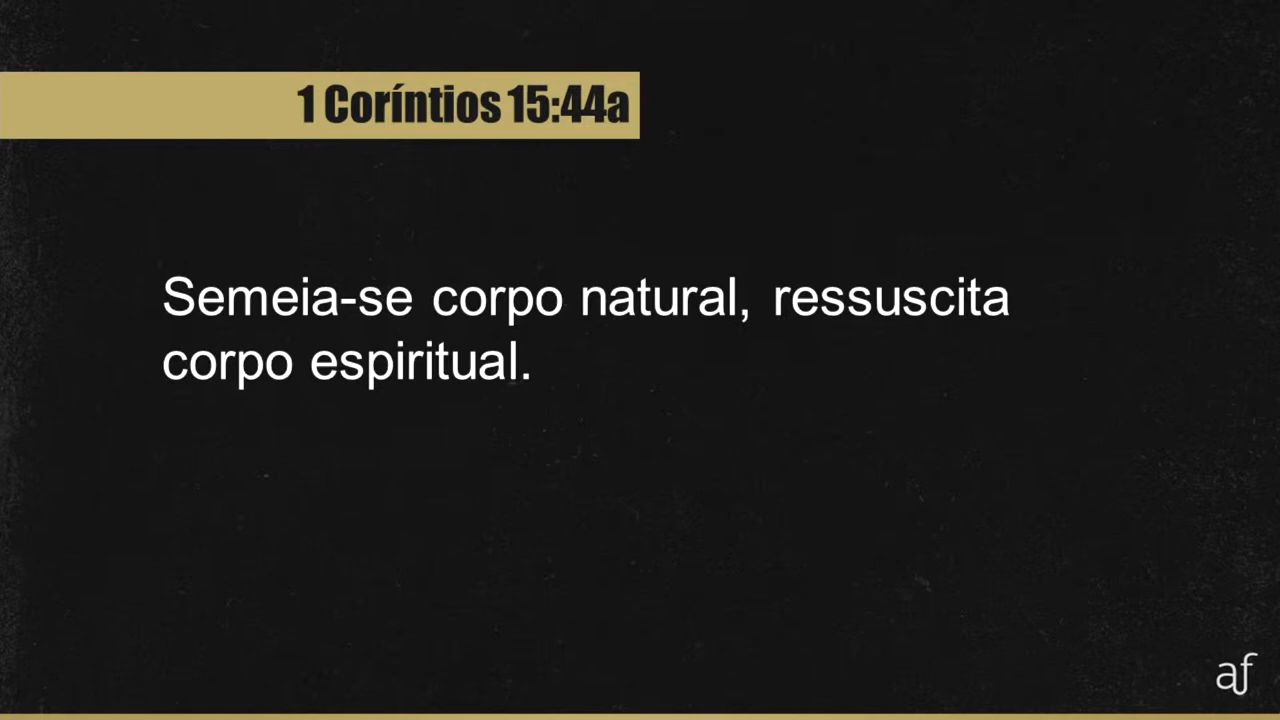 1 Coríntios 15:44a
Semeia-se corpo natural, ressuscita
corpo espiritual.
af